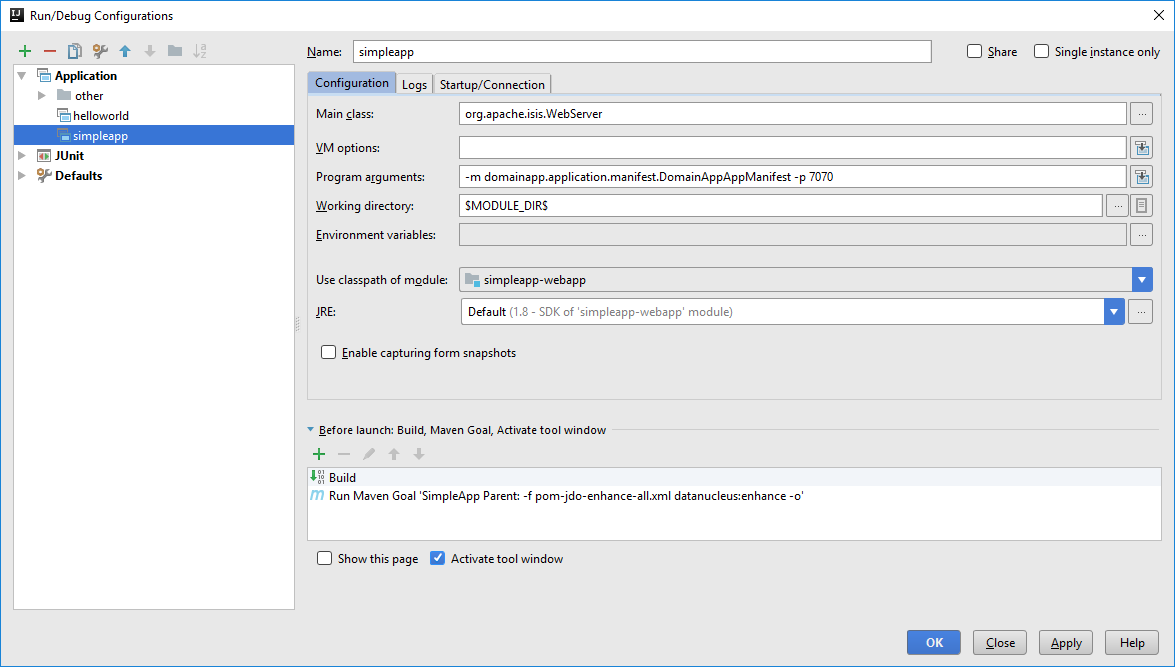 Run/Debug Configurations
Name: simpleapp
Share
Single instance only
Application
other
helloworld
simpleapp
JUnit
Defaults
Configuration Logs Startup/Connection
Main class: org.apache.isis.WebServer ...
VM options:
Program arguments: -m domainapp.application.manifest.DomainAppAppManifest -p 7070
Working directory: $MODULE_DIR$ ...
Environment variables: ...
Use classpath of module: simpleapp-webapp
JRE: Default (1.8 - SDK of 'simpleapp-webapp' module) ...
Enable capturing form snapshots
Before launch: Build, Maven Goal, Activate tool window
Build
Run Maven Goal 'SimpleApp Parent: -f pom-jdo-enhance-all.xml datanucleus:enhance -o'
Show this page
Activate tool window
OK Close Apply Help